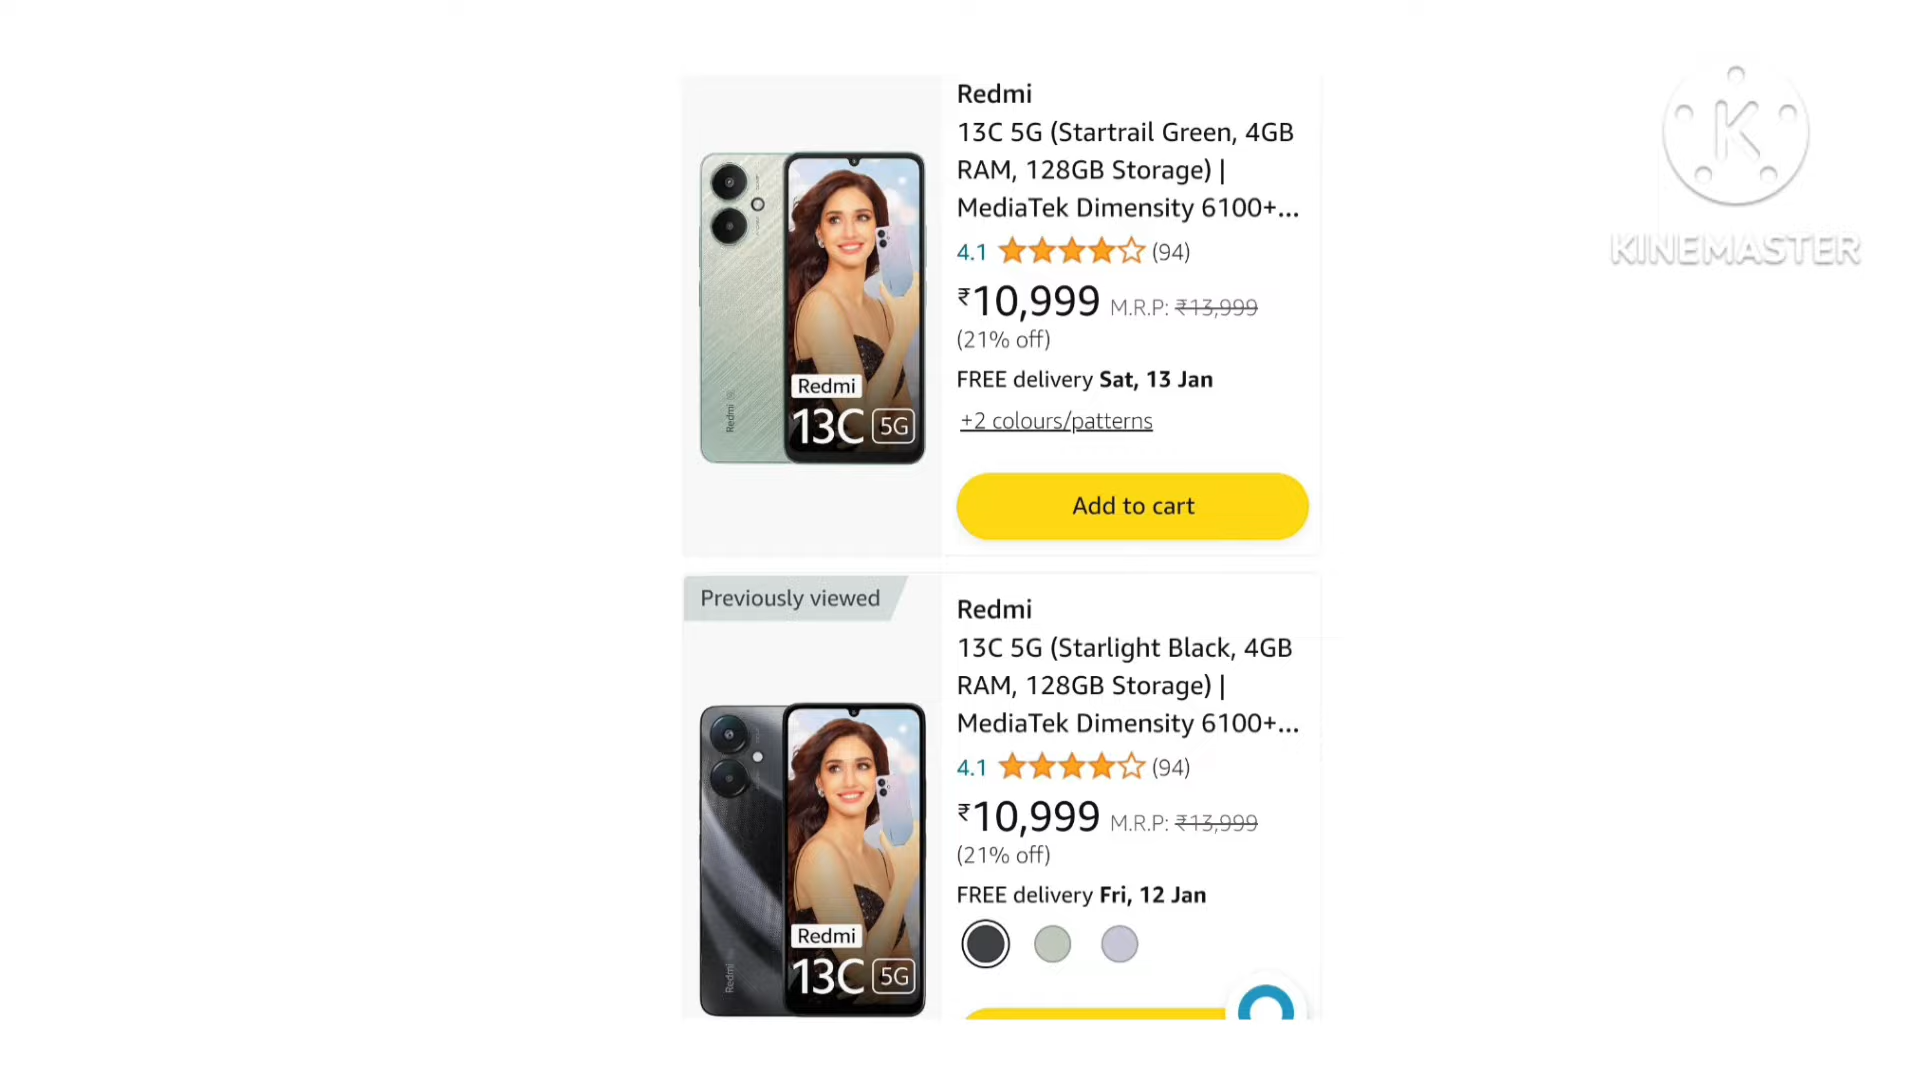 Redmi
13C 5G (Startrail Green, 4GB
RAM, 128GB Storage) |
MediaTek Dimensity 6100+...
4.1 (94)
₹10,999 M.R.P: ₹13,999
(21% off)
FREE delivery Sat, 13 Jan
+2 colours/patterns
Add to cart
Redmi
Redmi
13C 5G
K
KINEMASTER
Previously viewed
Redmi
13C 5G (Starlight Black, 4GB
RAM, 128GB Storage) |
MediaTek Dimensity 6100+...
4.1 (94)
₹10,999 M.R.P: ₹13,999
(21% off)
FREE delivery Fri, 12 Jan
Redmi
Redmi
13C 5G